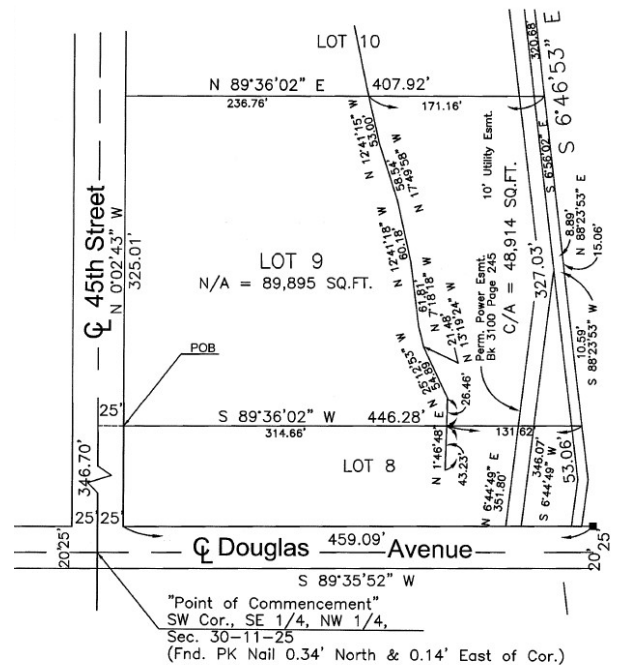 LOT 10
N 89°36'02" E 407.92'
236.76'
171.16'
320.68'
S 6°46'53" E
S 6°56'02" E
N 12°41'15" W
53.00'
58.54'
N 17°49'58" W
10' Utility Esmt.
C/A = 48,914 SQ.FT.
8.89'
N 88°23'53" E
15.06'
℄ 45th Street
N 0°02'43" W
325.01'
N 12°41'18" W
60.18'
LOT 9
N/A = 89,895 SQ.FT.
61.81'
N 7°18'18" W
21.48'
N 13°19'24" W
Perm. Power Esmt.
Bk 3100 Page 245
327.03'
10.59'
S 88°23'53" W
POB
N 25°12'53" W
54.89'
26.46'
25'
S 89°36'02" W 446.28'
314.66'
131.62
346.70'
LOT 8
N 1°46'48" E
43.23'
N 6°44'49" E
351.80'
346.07'
S 6°44'49" W
53.06'
25' 25'
20' 25'
℄ Douglas 459.09' Avenue
20' 25
S 89°35'52" W
"Point of Commencement"
SW Cor., SE 1/4, NW 1/4,
Sec. 30-11-25
(Fnd. PK Nail 0.34' North & 0.14' East of Cor.)